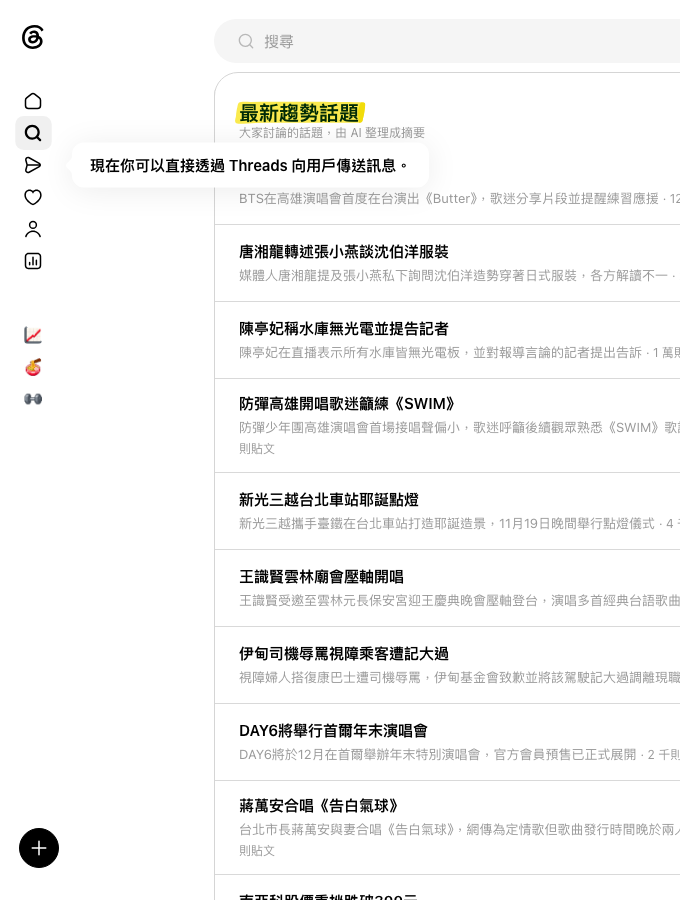 搜尋
最新趨勢話題
大家討論的話題，由 AI 整理成摘要
現在你可以直接透過 Threads 向用戶傳送訊息。
BTS在高雄演唱會首度在台演出《Butter》，歌迷分享片段並提醒練習應援 · 12
唐湘龍轉述張小燕談沈伯洋服裝
媒體人唐湘龍提及張小燕私下詢問沈伯洋造勢穿著日式服裝，各方解讀不一 ·
陳亭妃稱水庫無光電並提告記者
陳亭妃在直播表示所有水庫皆無光電板，並對報導言論的記者提出告訴 · 1 萬
防彈高雄開唱歌迷籲練《SWIM》
防彈少年團高雄演唱會首場接唱聲偏小，歌迷呼籲後續觀眾熟悉《SWIM》歌
則貼文
新光三越台北車站耶誕點燈
新光三越攜手臺鐵在台北車站打造耶誕造景，11月19日晚間舉行點燈儀式 · 4
王識賢雲林廟會壓軸開唱
王識賢受邀至雲林元長保安宮迎王慶典晚會壓軸登台，演唱多首經典台語歌曲
伊甸司機辱罵視障乘客遭記大過
視障婦人搭復康巴士遭司機辱罵，伊甸基金會致歉並將該駕駛記大過調離現職
DAY6將舉行首爾年末演唱會
DAY6將於12月在首爾舉辦年末特別演唱會，官方會員預售已正式展開 · 2 千則
蔣萬安合唱《告白氣球》
台北市長蔣萬安與妻合唱《告白氣球》，網傳為定情歌但歌曲發行時間晚於兩人
則貼文